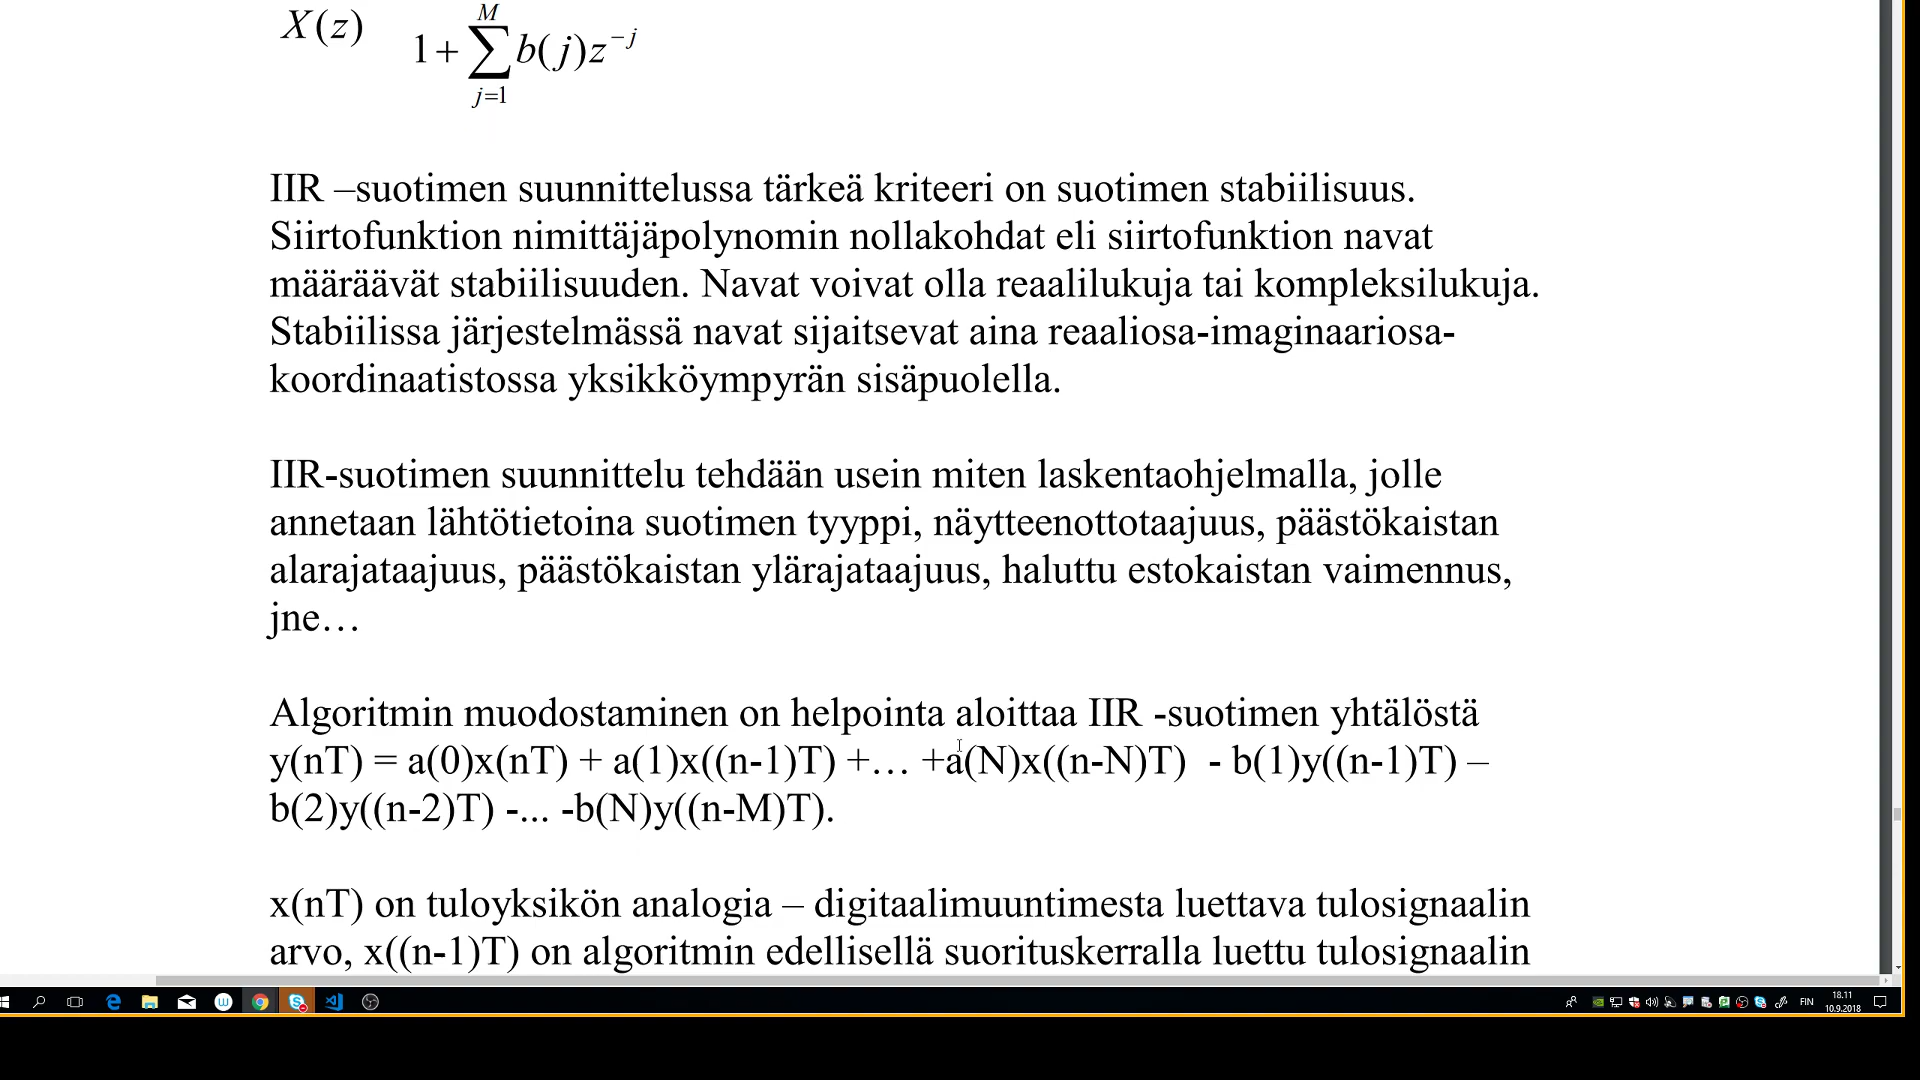 X(z)
M
1+∑b(j)z⁻ʲ
j=1
IIR –suotimen suunnittelussa tärkeä kriteeri on suotimen stabiilisuus.
Siirtofunktion nimittäjäpolynomin nollakohdat eli siirtofunktion navat
määräävät stabiilisuuden. Navat voivat olla reaalilukuja tai kompleksilukuja.
Stabiilissa järjestelmässä navat sijaitsevat aina reaaliosa-imaginaariosa-
koordinaatistossa yksikköympyrän sisäpuolella.
IIR-suotimen suunnittelu tehdään usein miten laskentaohjelmalla, jolle
annetaan lähtötietoina suotimen tyyppi, näytteenottotaajuus, päästökaistan
alarajataajuus, päästökaistan ylärajataajuus, haluttu estokaistan vaimennus,
jne…
Algoritmin muodostaminen on helpointa aloittaa IIR -suotimen yhtälöstä
y(nT) = a(0)x(nT) + a(1)x((n-1)T) +… +a(N)x((n-N)T) - b(1)y((n-1)T) –
b(2)y((n-2)T) -... -b(N)y((n-M)T).
x(nT) on tuloyksikön analogia – digitaalimuuntimesta luettava tulosignaalin
arvo, x((n-1)T) on algoritmin edellisellä suorituskerralla luettu tulosignaalin
FIN
18.11
10.9.2018